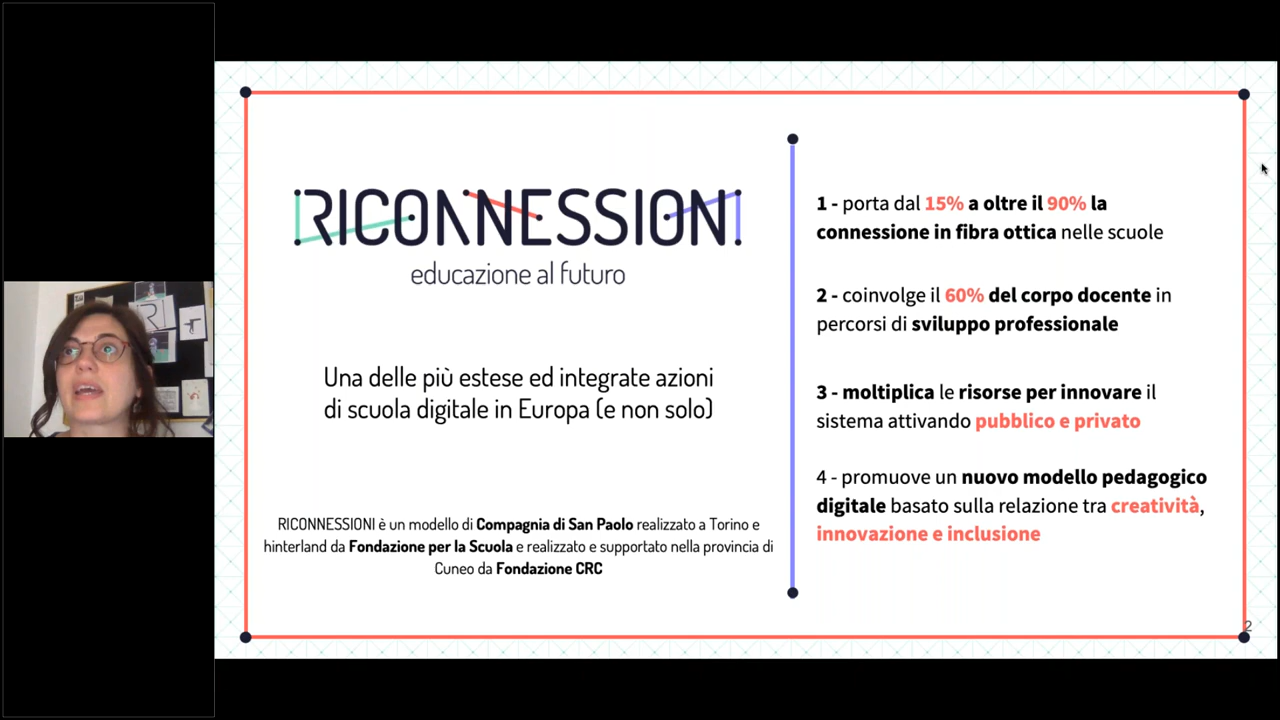 RICONNESSIONI
educazione al futuro
Una delle più estese ed integrate azioni
di scuola digitale in Europa (e non solo)
RICONNESSIONI è un modello di Compagnia di San Paolo realizzato a Torino e
hinterland da Fondazione per la Scuola e realizzato e supportato nella provincia di
Cuneo da Fondazione CRC
1 - porta dal 15% a oltre il 90% la
connessione in fibra ottica nelle scuole
2 - coinvolge il 60% del corpo docente in
percorsi di sviluppo professionale
3 - moltiplica le risorse per innovare il
sistema attivando pubblico e privato
4 - promuove un nuovo modello pedagogico
digitale basato sulla relazione tra creatività,
innovazione e inclusione
2